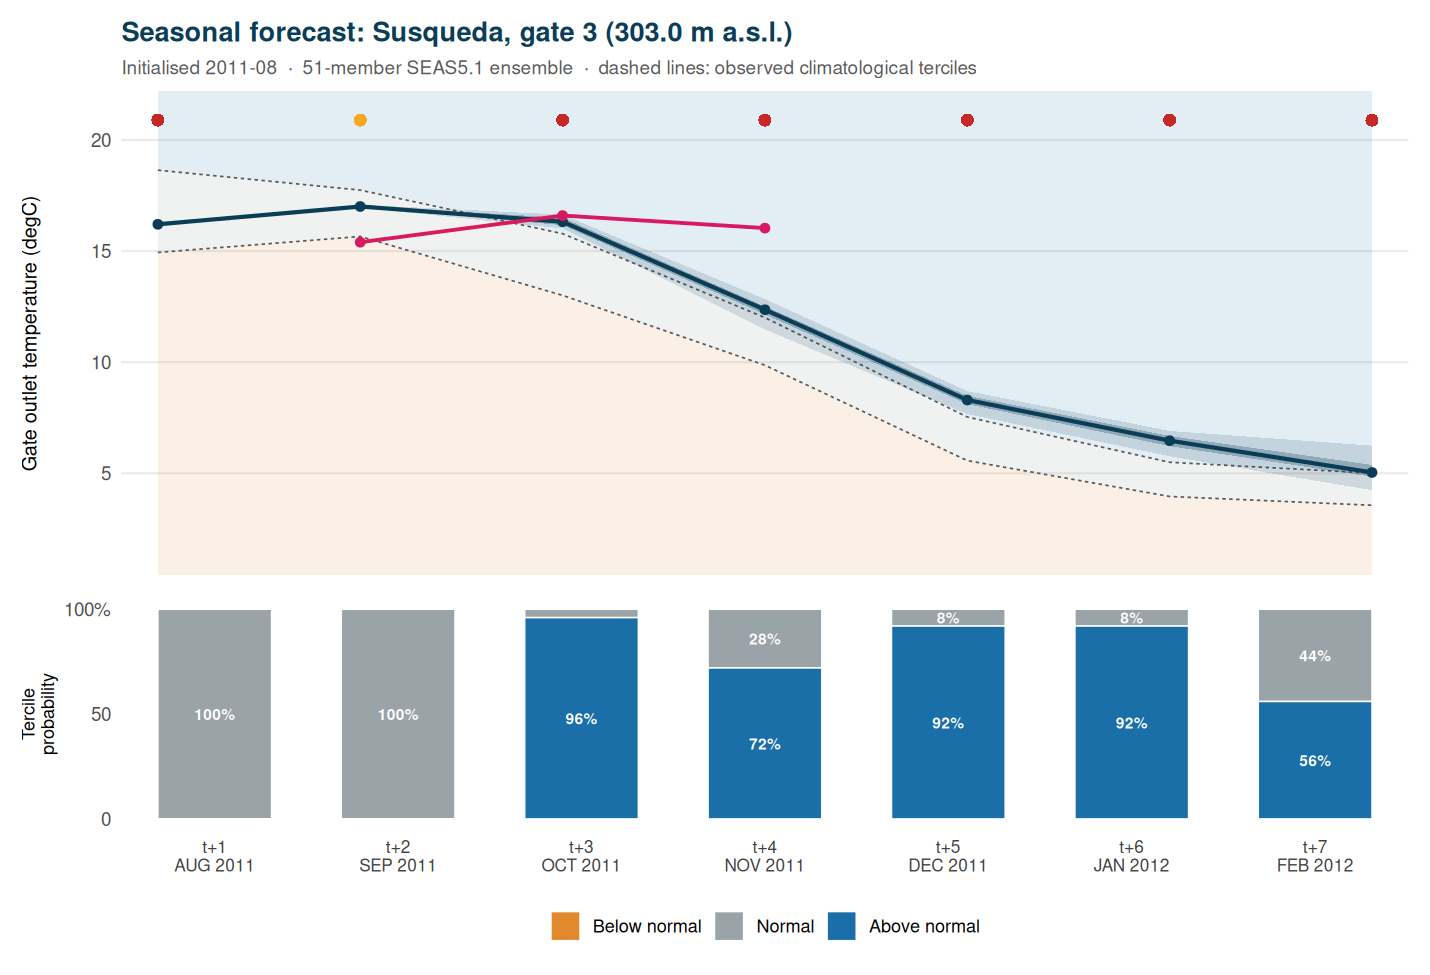 Seasonal forecast: Susqueda, gate 3 (303.0 m a.s.l.)
Initialised 2011-08 · 51-member SEAS5.1 ensemble · dashed lines: observed climatological terciles
Gate outlet temperature (degC)
20
15
10
5
Tercile
probability
100%
50
0
100%
100%
96%
28%
72%
8%
92%
8%
92%
44%
56%
t+1
AUG 2011
t+2
SEP 2011
t+3
OCT 2011
t+4
NOV 2011
t+5
DEC 2011
t+6
JAN 2012
t+7
FEB 2012
Below normal
Normal
Above normal